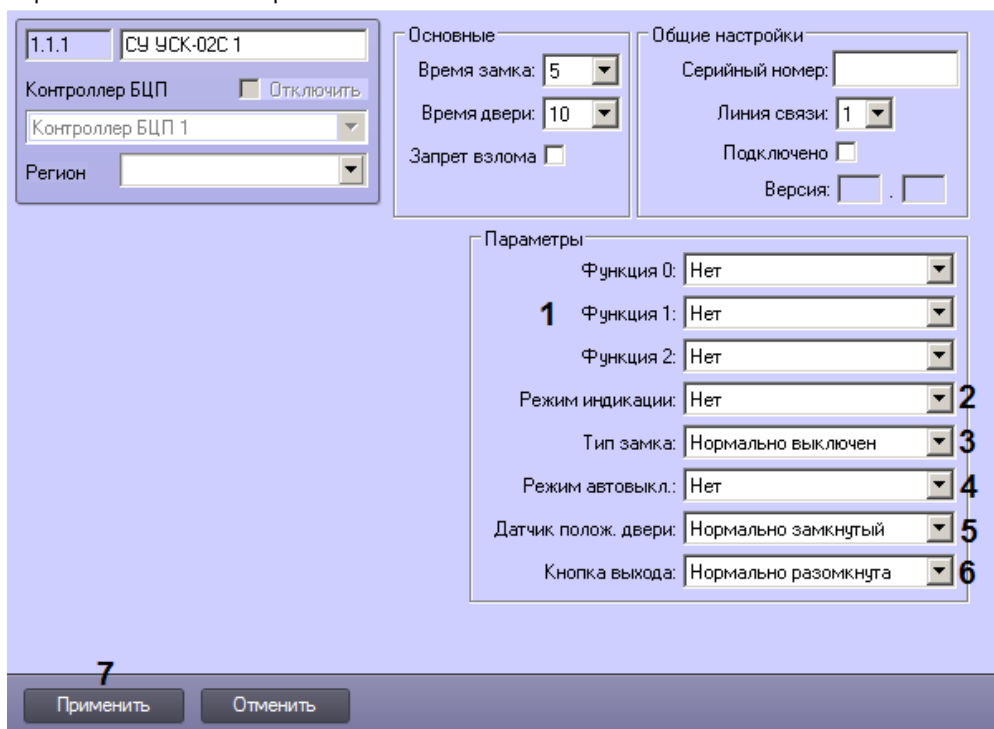 1.1.1 СУ УСК-02С 1
Контроллер БЦП Отключить
Контроллер БЦП 1
Регион
Основные
Время замка: 5
Время двери: 10
Запрет взлома
Общие настройки
Серийный номер:
Линия связи: 1
Подключено
Версия: .
Параметры
Функция 0: Нет
1 Функция 1: Нет
Функция 2: Нет
Режим индикации: Нет 2
Тип замка: Нормально выключен 3
Режим автовыкл.: Нет 4
Датчик полож. двери: Нормально замкнутый 5
Кнопка выхода: Нормально разомкнута 6
7
Применить Отменить